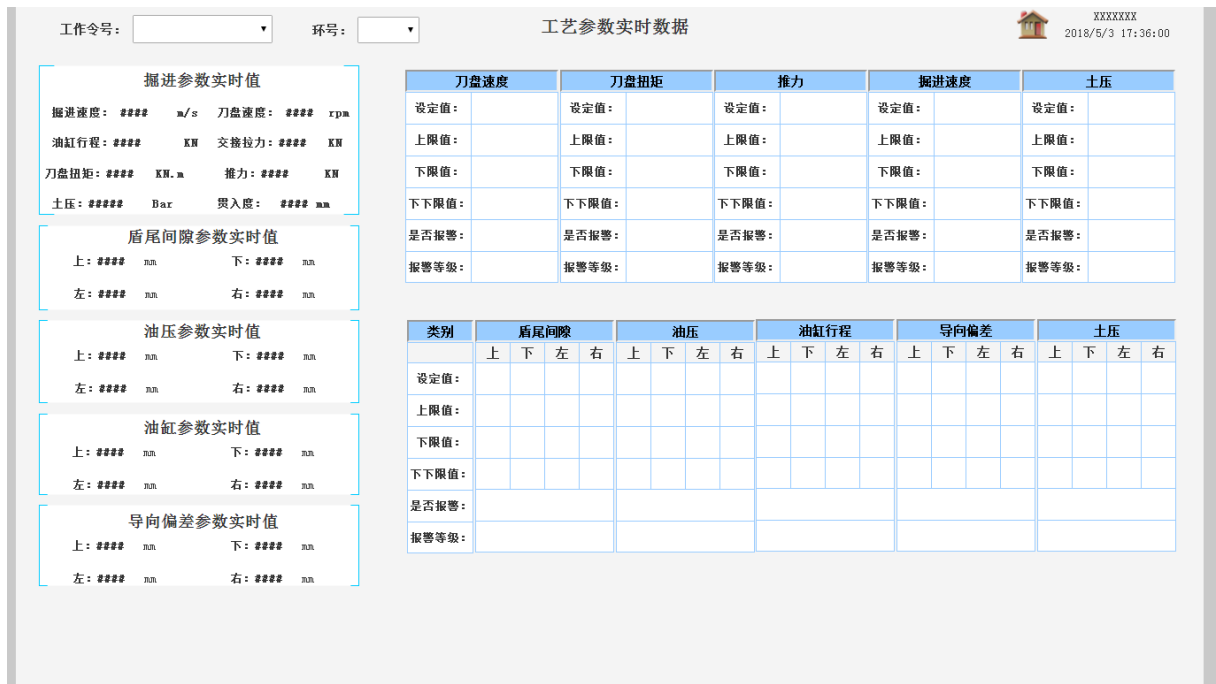 工作令号： 环号： 工艺参数实时数据 XXXXXXX
2018/5/3 17:36:00
掘进参数实时值
掘进速度： #### m/s 刀盘速度： #### rpm
油缸行程：#### KN 交接拉力：#### KN
刀盘扭矩：#### KN.m 推力：#### KN
土压：##### Bar 贯入度： #### mm
盾尾间隙参数实时值
上：#### mm 下：#### mm
左：#### mm 右：#### mm
油压参数实时值
上：#### mm 下：#### mm
左：#### mm 右：#### mm
油缸参数实时值
上：#### mm 下：#### mm
左：#### mm 右：#### mm
导向偏差参数实时值
上：#### mm 下：#### mm
左：#### mm 右：#### mm
刀盘速度 刀盘扭矩 推力 掘进速度 土压
设定值： 设定值： 设定值： 设定值： 设定值：
上限值： 上限值： 上限值： 上限值： 上限值：
下限值： 下限值： 下限值： 下限值： 下限值：
下下限值： 下下限值： 下下限值： 下下限值： 下下限值：
是否报警： 是否报警： 是否报警： 是否报警： 是否报警：
报警等级： 报警等级： 报警等级： 报警等级： 报警等级：
类别 盾尾间隙 油压 油缸行程 导向偏差 土压
上 下 左 右 上 下 左 右 上 下 左 右 上 下 左 右 上 下 左 右
设定值：
上限值：
下限值：
下下限值：
是否报警：
报警等级：